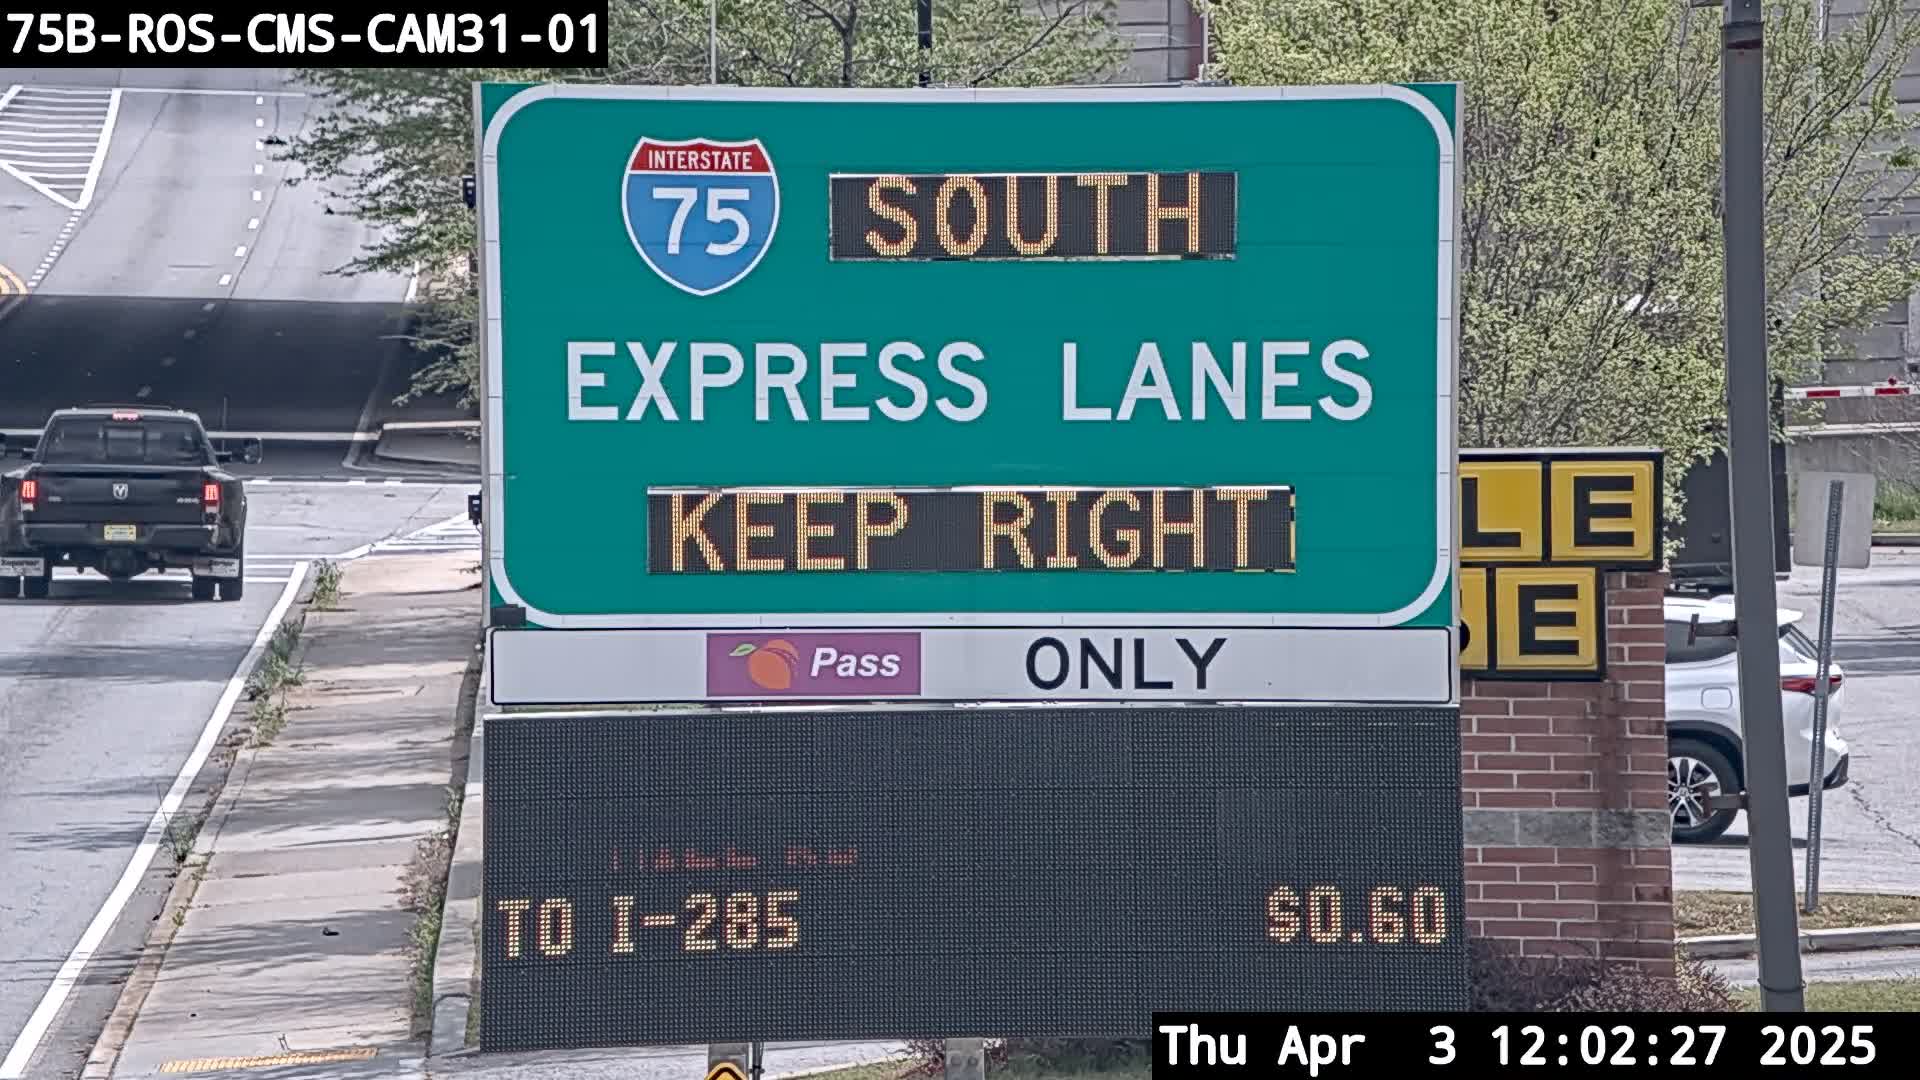 75B-ROS-CMS-CAM31-01
INTERSTATE
75
SOUTH
EXPRESS LANES
KEEP RIGHT
Pass ONLY
TO I-285 $0.60
LE
E
Thu Apr 3 12:02:27 2025